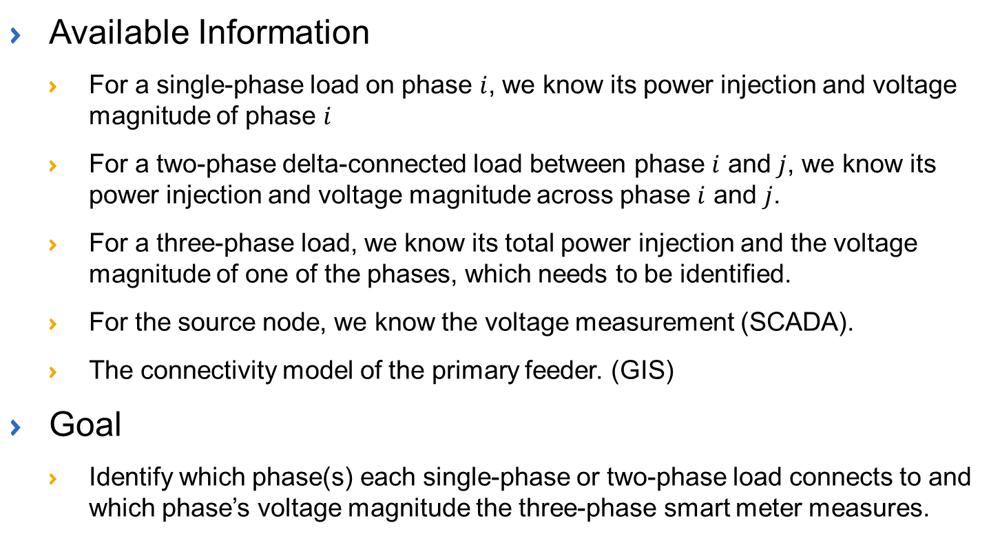 Available Information
For a single-phase load on phase i, we know its power injection and voltage
magnitude of phase i
For a two-phase delta-connected load between phase i and j, we know its
power injection and voltage magnitude across phase i and j.
For a three-phase load, we know its total power injection and the voltage
magnitude of one of the phases, which needs to be identified.
For the source node, we know the voltage measurement (SCADA).
The connectivity model of the primary feeder. (GIS)
Goal
Identify which phase(s) each single-phase or two-phase load connects to and
which phase’s voltage magnitude the three-phase smart meter measures.